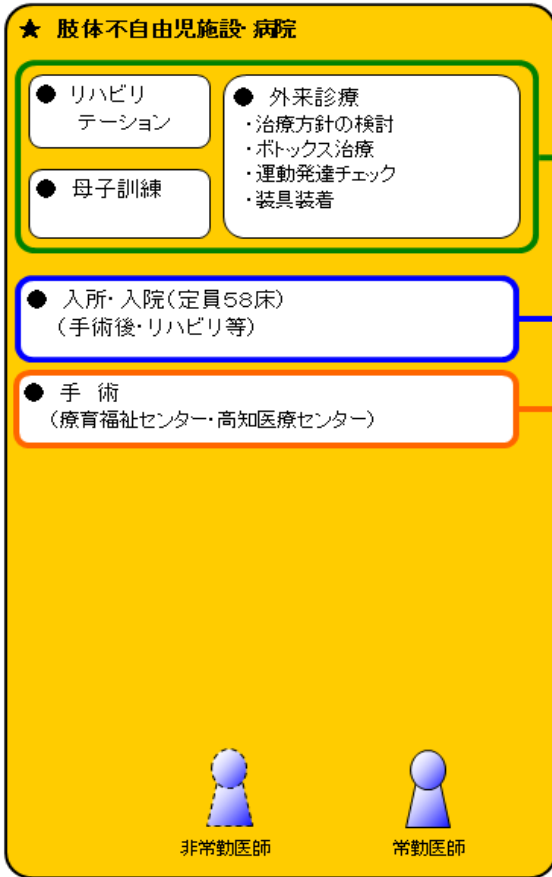 ★ 肢体不自由児施設・病院
● リハビリ
テーション
● 母子訓練
● 外来診療
・治療方針の検討
・ボトックス治療
・運動発達チェック
・装具装着
● 入所・入院(定員58床)
(手術後・リハビリ等)
● 手 術
(療育福祉センター・高知医療センター)
非常勤医師
常勤医師